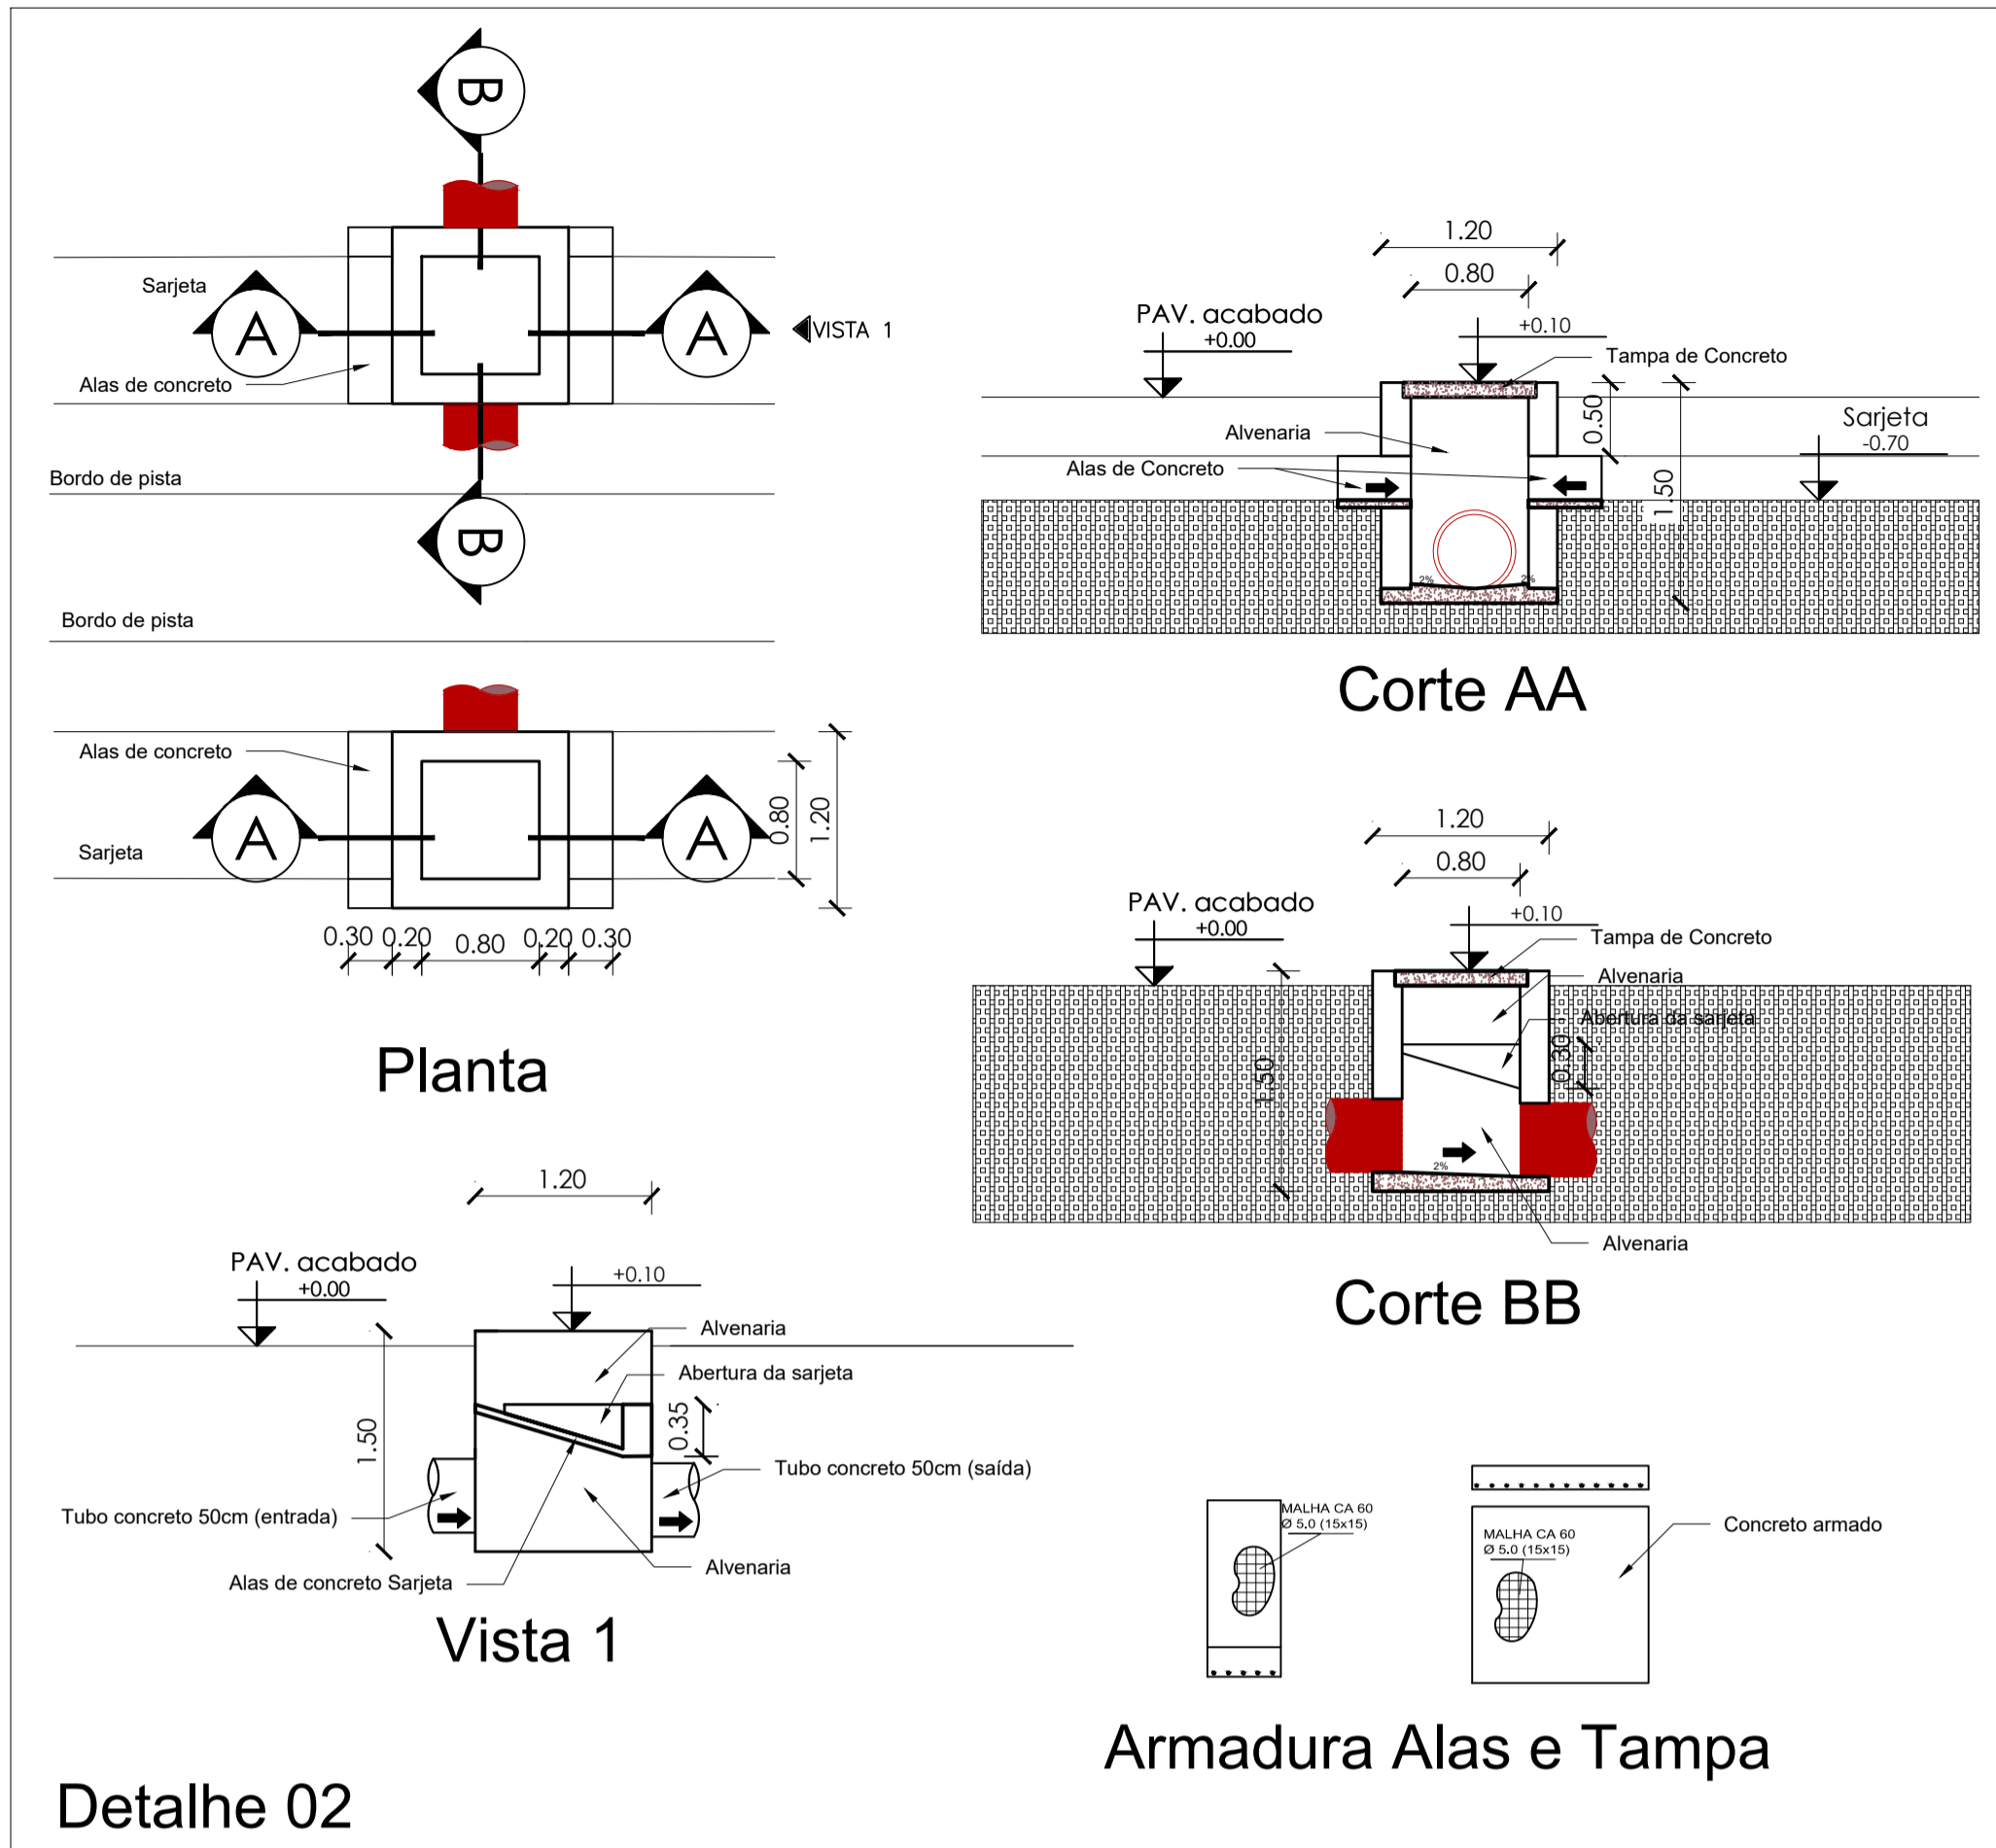 B
Sarjeta
A
A
VISTA 1
Alas de concreto
Bordo de pista
B
Bordo de pista
Alas de concreto
A
A
Sarjeta
0.80
1.20
0.30 0.20 0.80 0.20 0.30
Planta
1.20
0.80
PAV. acabado
+0.00
+0.10
Tampa de Concreto
0.50
Alvenaria
Sarjeta
-0.70
Alas de Concreto
1.50
2%
2%
Corte AA
1.20
0.80
PAV. acabado
+0.00
+0.10
Tampa de Concreto
Alvenaria
Abertura da sarjeta
0.30
1.50
2%
Alvenaria
Corte BB
1.20
PAV. acabado
+0.00
+0.10
Alvenaria
Abertura da sarjeta
0.35
1.50
Tubo concreto 50cm (saída)
Tubo concreto 50cm (entrada)
Alvenaria
Alas de concreto Sarjeta
Vista 1
MALHA CA 60
Ø 5.0 (15x15)
MALHA CA 60
Ø 5.0 (15x15)
Concreto armado
Armadura Alas e Tampa
Detalhe 02